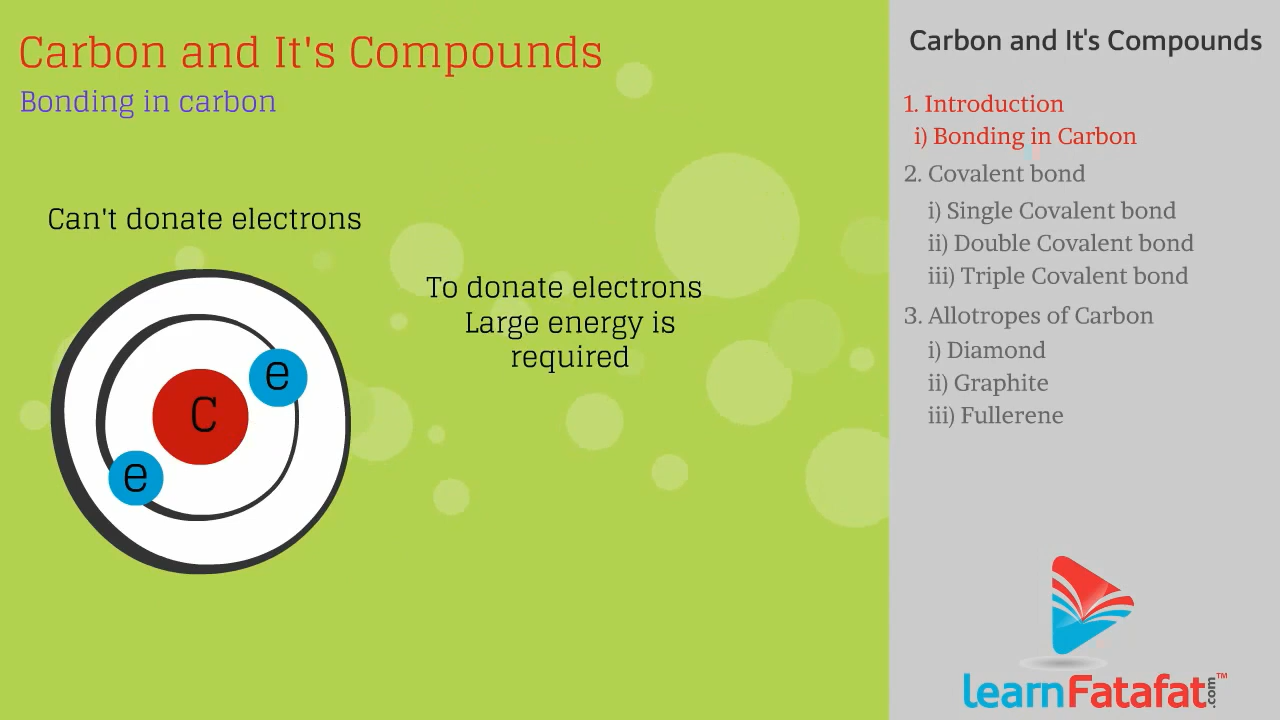 Carbon and It's Compounds
Bonding in carbon
Can't donate electrons
To donate electrons
Large energy is
required
e
C
e
Carbon and It's Compounds
1. Introduction
i) Bonding in Carbon
2. Covalent bond
i) Single Covalent bond
ii) Double Covalent bond
iii) Triple Covalent bond
3. Allotropes of Carbon
i) Diamond
ii) Graphite
iii) Fullerene
learnFatafat.com™